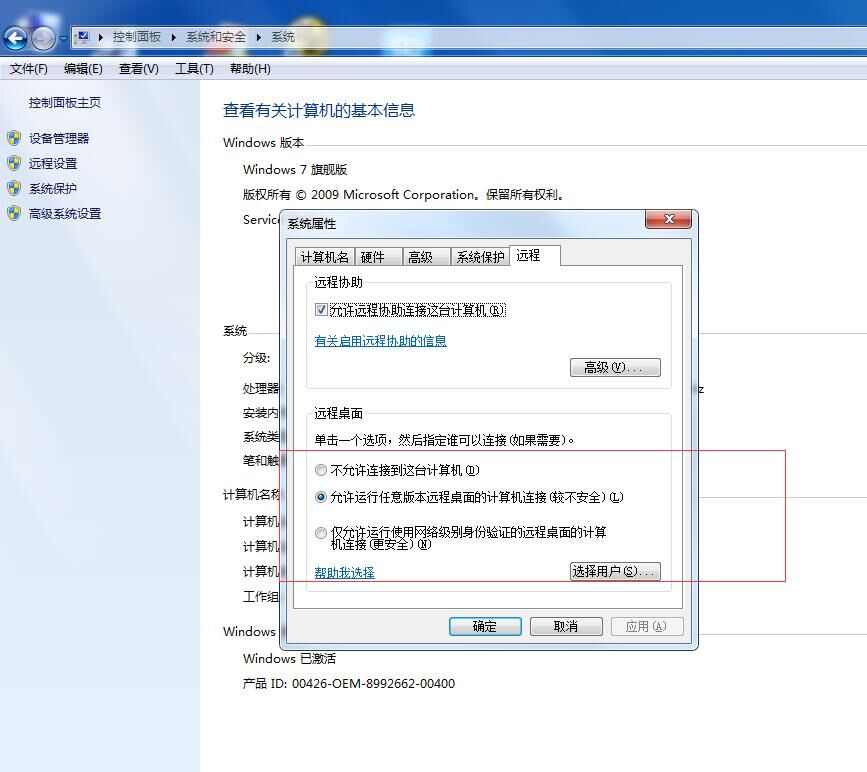 控制面板 系统和安全 系统
文件(F) 编辑(E) 查看(V) 工具(T) 帮助(H)
控制面板主页
设备管理器
远程设置
系统保护
高级系统设置
查看有关计算机的基本信息
Windows 版本
Windows 7 旗舰版
版权所有 © 2009 Microsoft Corporation。保留所有权利。
Servic
系统
分级:
处理器
安装内
系统类
笔和触
z
计算机名称
计算机
计算机
计算机
工作组
Windows
Windows 已激活
产品 ID: 00426-OEM-8992662-00400
系统属性
计算机名 硬件 高级 系统保护 远程
远程协助
允许远程协助连接这台计算机(R)
有关启用远程协助的信息
高级(V)...
远程桌面
单击一个选项，然后指定谁可以连接(如果需要)。
不允许连接到这台计算机(D)
允许运行任意版本远程桌面的计算机连接(较不安全)(L)
仅允许运行使用网络级别身份验证的远程桌面的计算
机连接(更安全)(N)
帮助我选择
选择用户(S)...
确定 取消 应用(A)